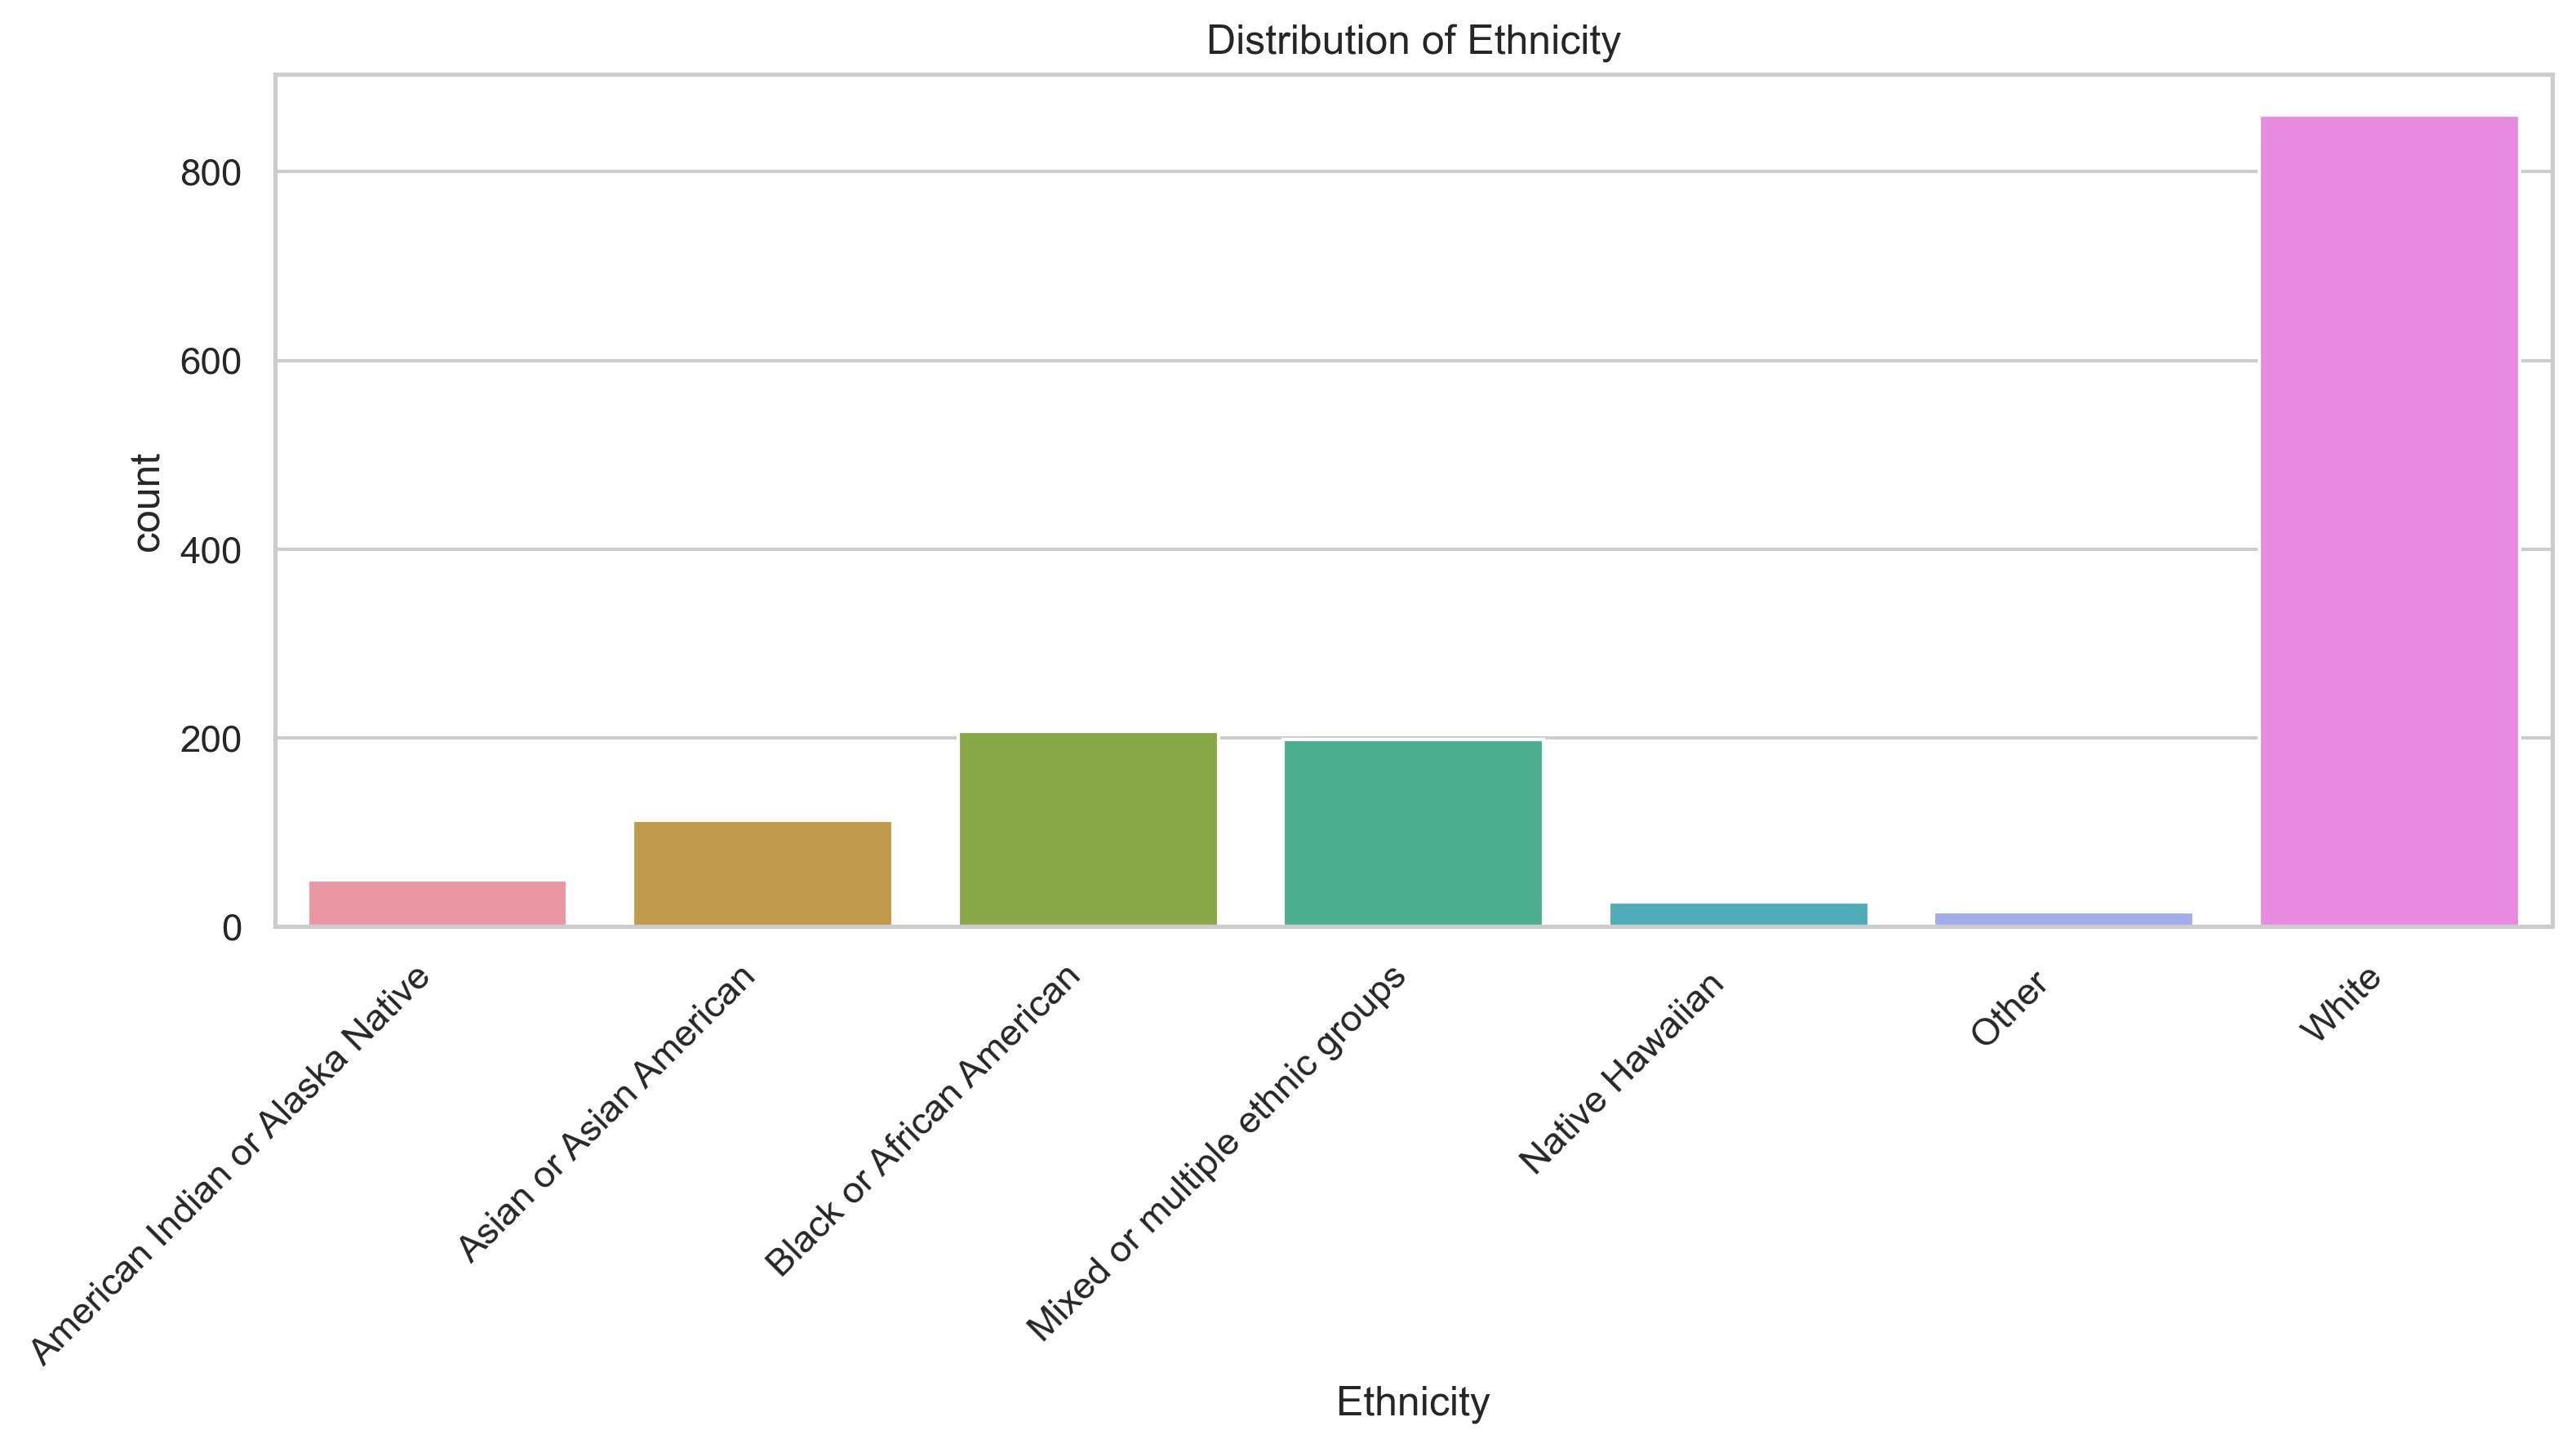 Distribution of Ethnicity
800
600
400
200
0
count
American Indian or Alaska Native
Asian or Asian American
Black or African American
Mixed or multiple ethnic groups
Native Hawaiian
Other
White
Ethnicity